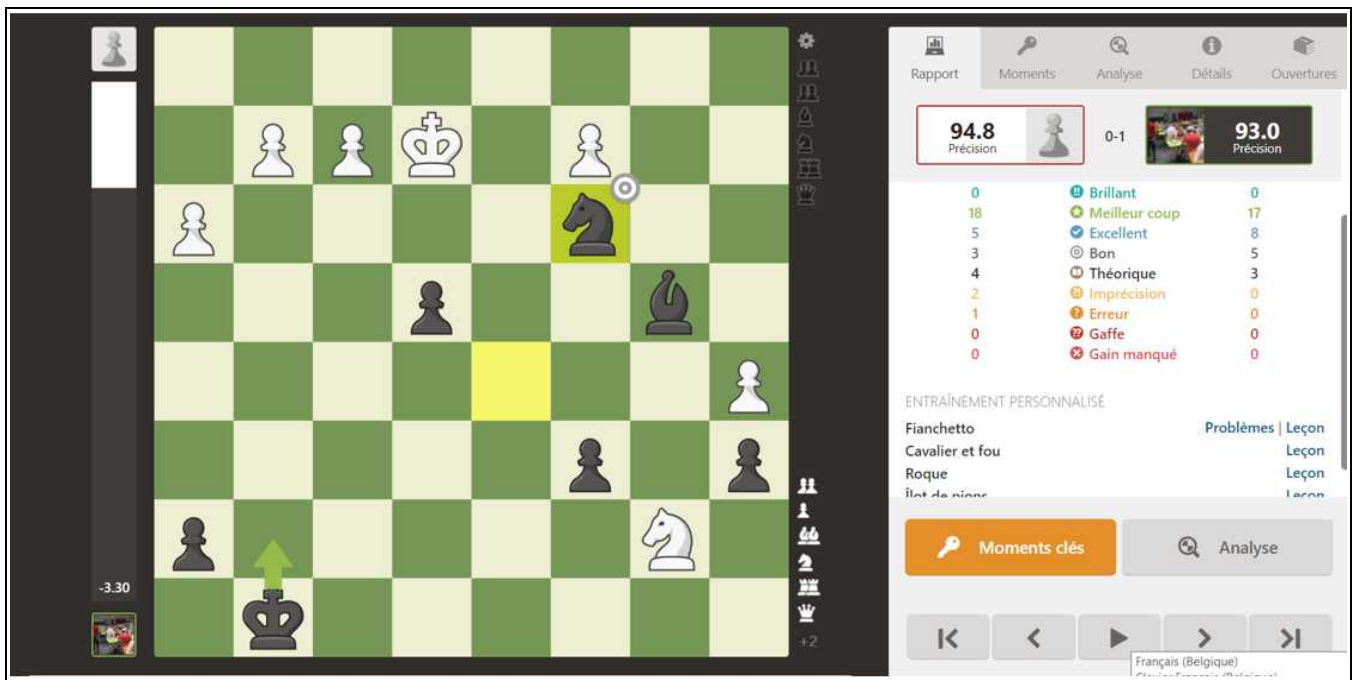 Rapport Moments Analyse Détails Ouvertures
94.8 0-1 93.0
Précision Précision
0 Brillant 0
18 Meilleur coup 17
5 Excellent 8
3 Bon 5
4 Théorique 3
2 Imprécision 0
1 Erreur 0
0 Gaffe 0
0 Gain manqué 0
ENTRAÎNEMENT PERSONNALISÉ
Fianchetto Problèmes | Leçon
Cavalier et fou Leçon
Roque Leçon
Îlot de pions Leçon
Moments clés Analyse
-3.30
+2
Français (Belgique)